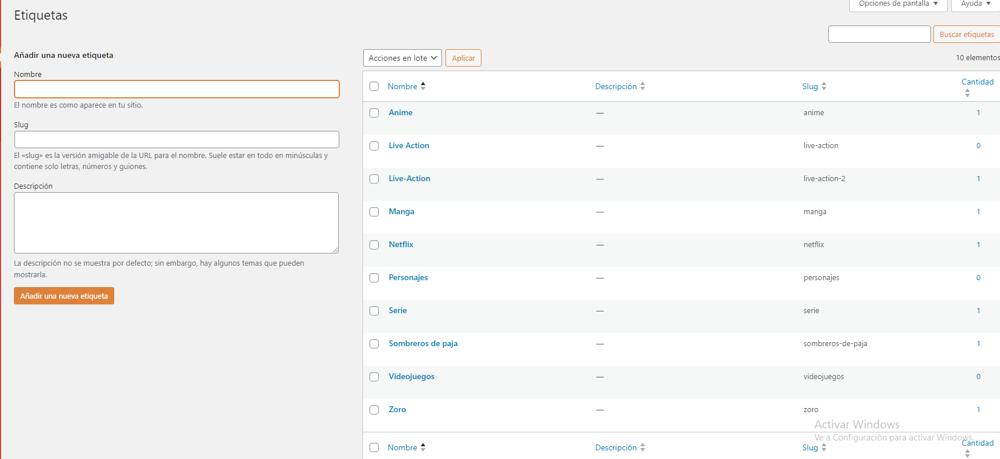 Opciones de pantalla ▼ Ayuda ▼
Etiquetas
Buscar etiquetas
Añadir una nueva etiqueta
Nombre
El nombre es como aparece en tu sitio.
Slug
El «slug» es la versión amigable de la URL para el nombre. Suele estar en todo en minúsculas y
contiene solo letras, números y guiones.
Descripción
La descripción no se muestra por defecto; sin embargo, hay algunos temas que pueden
mostrarla.
Añadir una nueva etiqueta
Acciones en lote Aplicar
10 elementos
Nombre Descripción Slug Cantidad
Anime — anime 1
Live Action — live-action 0
Live-Action — live-action-2 1
Manga — manga 1
Netflix — netflix 1
Personajes — personajes 0
Serie — serie 1
Sombreros de paja — sombreros-de-paja 1
Videojuegos — videojuegos 0
Zoro — zoro 1
Activar Windows
Ve a Configuración para activar Windows.
Nombre Descripción Slug Cantidad